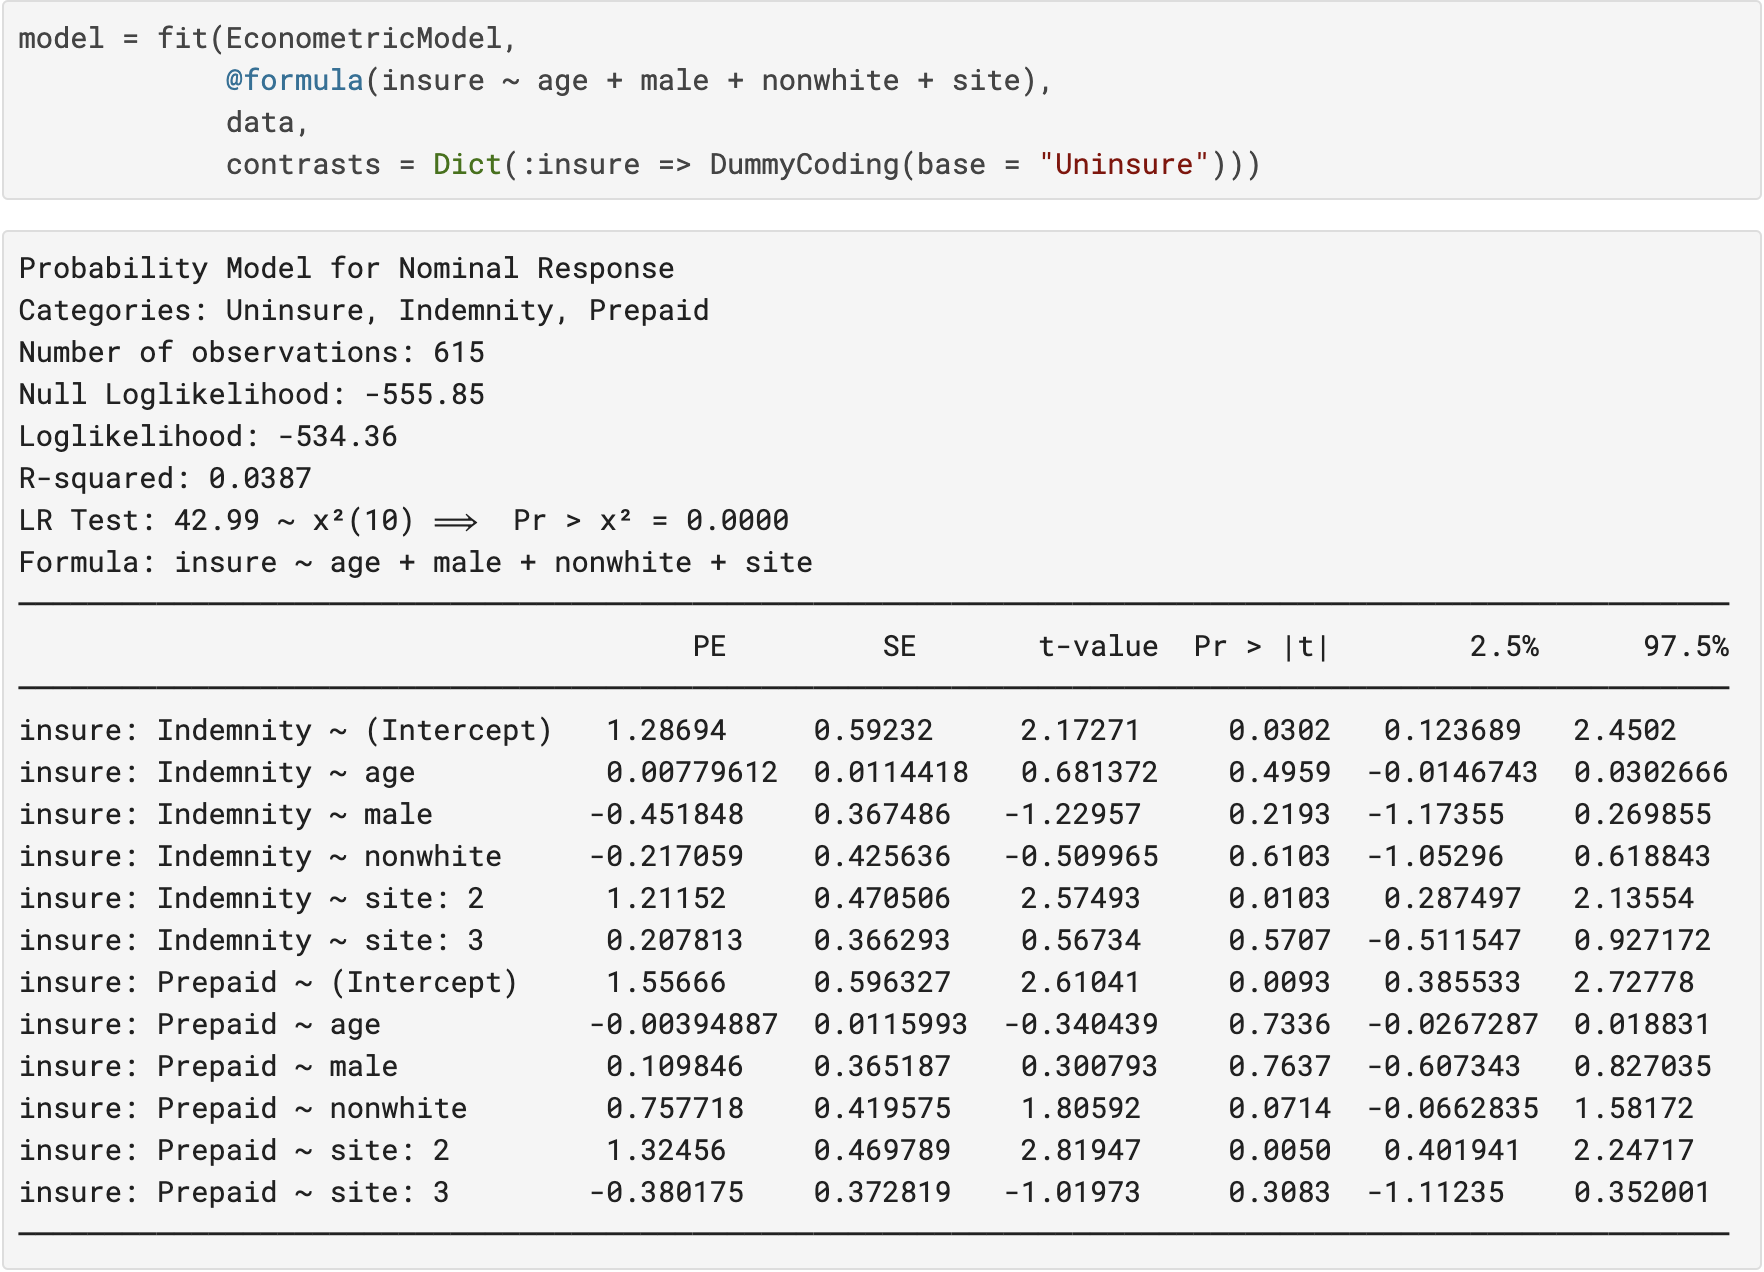 model = fit(EconometricModel,
            @formula(insure ~ age + male + nonwhite + site),
            data,
            contrasts = Dict(:insure => DummyCoding(base = "Uninsure")))
Probability Model for Nominal Response
Categories: Uninsure, Indemnity, Prepaid
Number of observations: 615
Null Loglikelihood: -555.85
Loglikelihood: -534.36
R-squared: 0.0387
LR Test: 42.99 ~ χ²(10) ⟹  Pr > χ² = 0.0000
Formula: insure ~ age + male + nonwhite + site
PE SE t-value Pr > |t| 2.5% 97.5%
insure: Indemnity ~ (Intercept) 1.28694 0.59232 2.17271 0.0302 0.123689 2.4502
insure: Indemnity ~ age 0.00779612 0.0114418 0.681372 0.4959 -0.0146743 0.0302666
insure: Indemnity ~ male -0.451848 0.367486 -1.22957 0.2193 -1.17355 0.269855
insure: Indemnity ~ nonwhite -0.217059 0.425636 -0.509965 0.6103 -1.05296 0.618843
insure: Indemnity ~ site: 2 1.21152 0.470506 2.57493 0.0103 0.287497 2.13554
insure: Indemnity ~ site: 3 0.207813 0.366293 0.56734 0.5707 -0.511547 0.927172
insure: Prepaid ~ (Intercept) 1.55666 0.596327 2.61041 0.0093 0.385533 2.72778
insure: Prepaid ~ age -0.00394887 0.0115993 -0.340439 0.7336 -0.0267287 0.018831
insure: Prepaid ~ male 0.109846 0.365187 0.300793 0.7637 -0.607343 0.827035
insure: Prepaid ~ nonwhite 0.757718 0.419575 1.80592 0.0714 -0.0662835 1.58172
insure: Prepaid ~ site: 2 1.32456 0.469789 2.81947 0.0050 0.401941 2.24717
insure: Prepaid ~ site: 3 -0.380175 0.372819 -1.01973 0.3083 -1.11235 0.352001